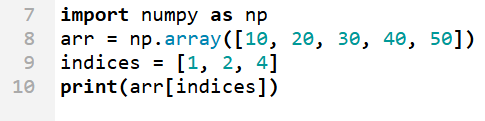 7 import numpy as np
8 arr = np.array([10, 20, 30, 40, 50])
9 indices = [1, 2, 4]
10 print(arr[indices])